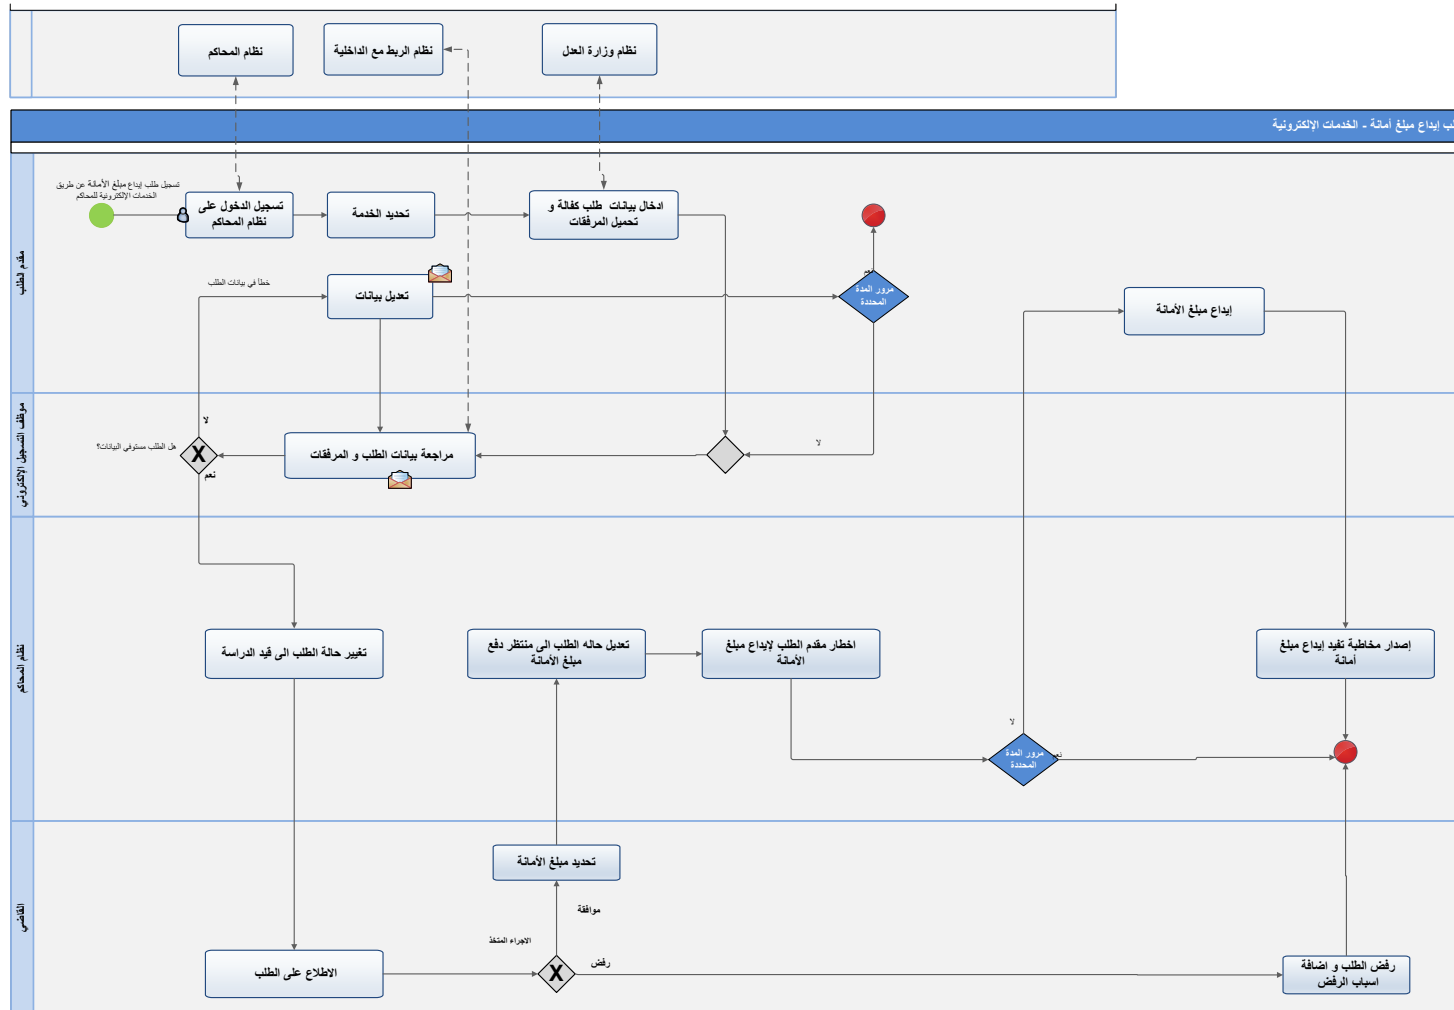 نظام المحاكم
نظام الربط مع الداخلية
نظام وزارة العدل
لب إيداع مبلغ أمانة - الخدمات الإلكترونية
مقدم الطلب
تسجيل طلب إيداع مبلغ الأمانة عن طريق
الخدمات الإلكترونية للمحاكم
تسجيل الدخول على
نظام المحاكم
تحديد الخدمة
ادخال بيانات طلب كفالة و
تحميل المرفقات
خطأ في بيانات الطلب
تعديل بيانات
نعم
مرور المدة
المحددة
إيداع مبلغ الأمانة
موظف التسجيل الإلكتروني
لا
هل الطلب مستوفي البيانات؟
X
نعم
مراجعة بيانات الطلب و المرفقات
لا
نظام المحاكم
تغيير حالة الطلب الى قيد الدراسة
تعديل حاله الطلب الى منتظر دفع
مبلغ الأمانة
اخطار مقدم الطلب لإيداع مبلغ
الأمانة
إصدار مخاطبة تفيد إيداع مبلغ
أمانة
لا
مرور المدة
المحددة
نعم
القاضي
تحديد مبلغ الأمانة
موافقة
الاجراء المتخذ
X
رفض
الاطلاع على الطلب
رفض الطلب و اضافة
اسباب الرفض